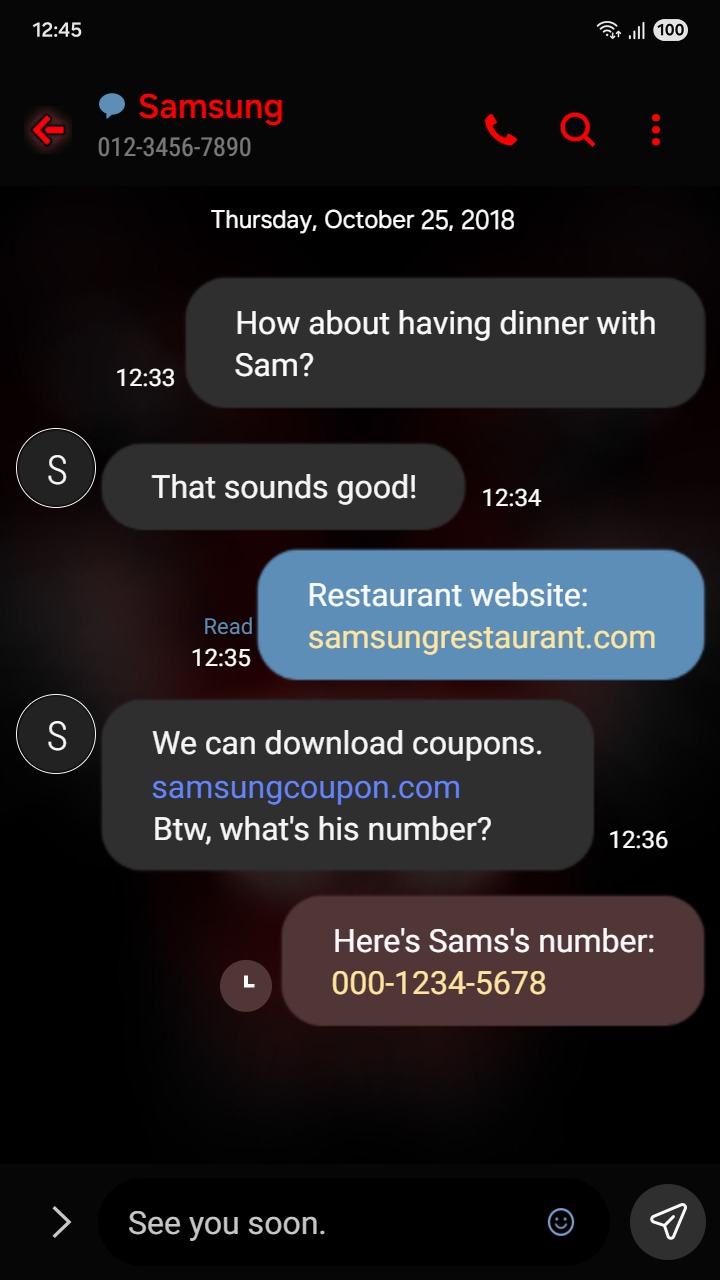 12:45
100
Samsung
012-3456-7890
Thursday, October 25, 2018
How about having dinner with
Sam?
12:33
S
That sounds good!
12:34
Restaurant website:
samsungrestaurant.com
Read
12:35
S
We can download coupons.
samsungcoupon.com
Btw, what's his number?
12:36
Here's Sams's number:
000-1234-5678
See you soon.